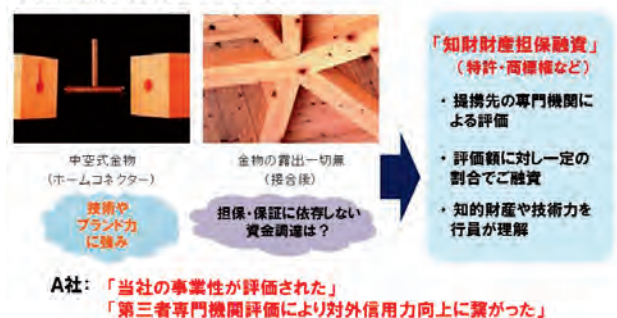 中空式金物
（ホームコネクター）
金物の露出一切無
（接合後）
技術や
ブランド力
に強み
担保・保証に依存しない
資金調達は？
「知財財産担保融資」
（特許・商標権など）
・ 提携先の専門機関に
よる評価
・ 評価額に対し一定の
割合でご融資
・ 知的財産や技術力を
行員が理解
A社：「当社の事業性が評価された」
「第三者専門機関評価により対外信用力向上に繋がった」